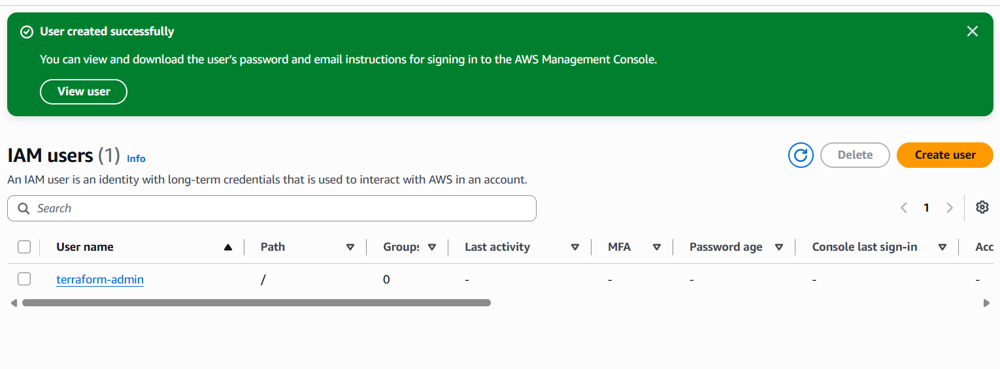 User created successfully
You can view and download the user's password and email instructions for signing in to the AWS Management Console.
View user
IAM users (1) Info
Delete
Create user
An IAM user is an identity with long-term credentials that is used to interact with AWS in an account.
Search
1
User name Path Groups Last activity MFA Password age Console last sign-in Acc
terraform-admin / 0 - - - - -